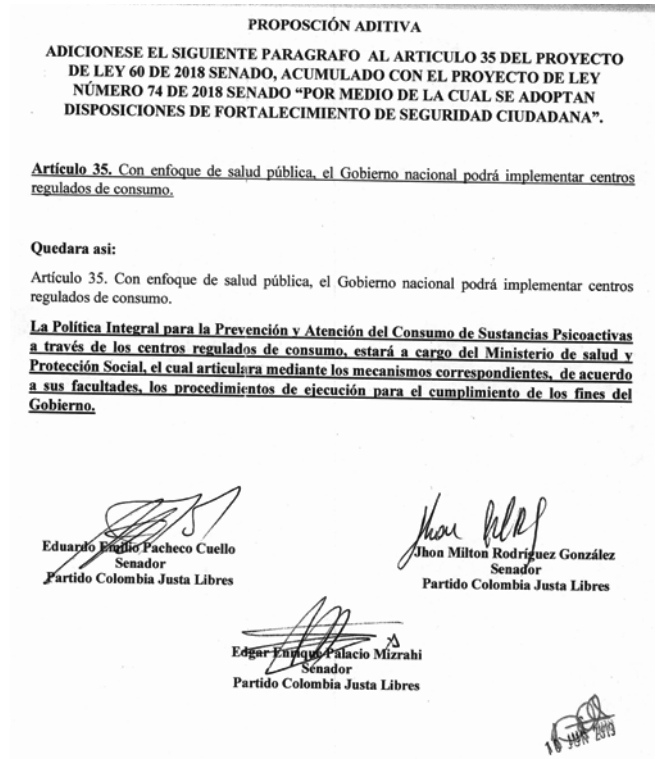 PROPOSCIÓN ADITIVA
ADICIONESE EL SIGUIENTE PARAGRAFO AL ARTICULO 35 DEL PROYECTO
DE LEY 60 DE 2018 SENADO, ACUMULADO CON EL PROYECTO DE LEY
NÚMERO 74 DE 2018 SENADO “POR MEDIO DE LA CUAL SE ADOPTAN
DISPOSICIONES DE FORTALECIMIENTO DE SEGURIDAD CIUDADANA”.
Artículo 35. Con enfoque de salud pública, el Gobierno nacional podrá implementar centros
regulados de consumo.
Quedara asi:
Artículo 35. Con enfoque de salud pública, el Gobierno nacional podrá implementar centros
regulados de consumo.
La Política Integral para la Prevención y Atención del Consumo de Sustancias Psicoactivas
a través de los centros regulados de consumo, estará a cargo del Ministerio de salud y
Protección Social, el cual articulara mediante los mecanismos correspondientes, de acuerdo
a sus facultades, los procedimientos de ejecución para el cumplimiento de los fines del
Gobierno.
Eduardo Emilio Pacheco Cuello
Senador
Partido Colombia Justa Libres
Jhon
Jhon Milton Rodríguez González
Senador
Partido Colombia Justa Libres
Edgar Enrique Palacio Mizrahi
Senador
Partido Colombia Justa Libres
JUN 2019